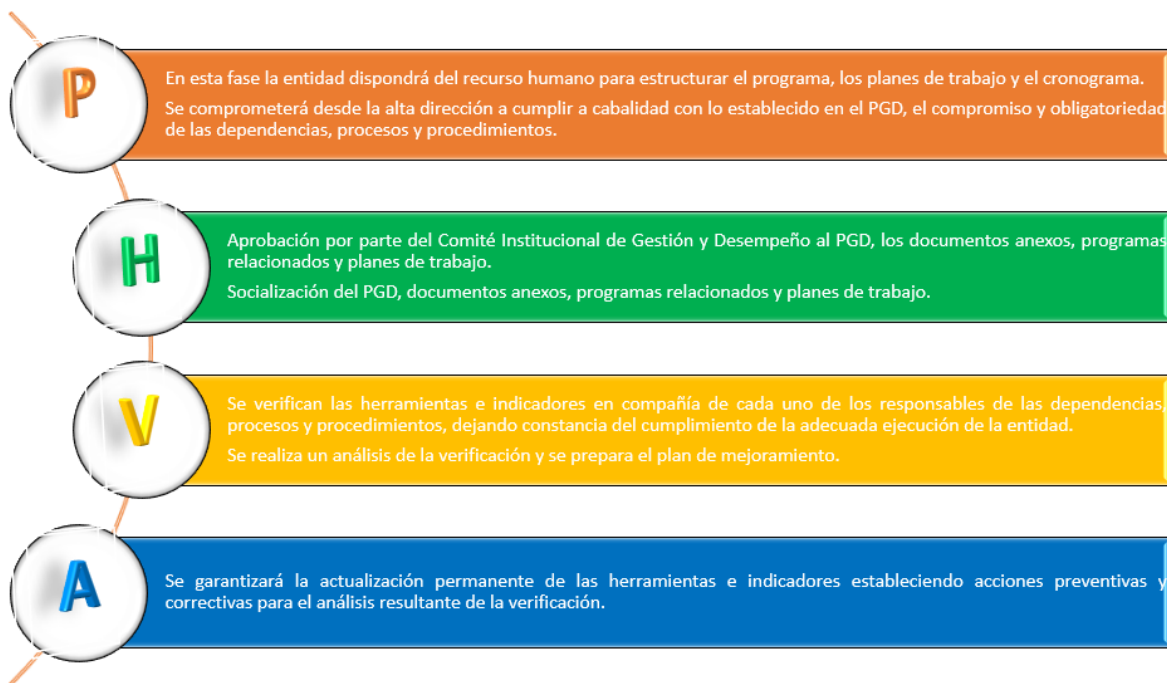 P
En esta fase la entidad dispondrá del recurso humano para estructurar el programa, los planes de trabajo y el cronograma.
Se comprometerá desde la alta dirección a cumplir a cabalidad con lo establecido en el PGD, el compromiso y obligatoriedad
de las dependencias, procesos y procedimientos.
H
Aprobación por parte del Comité Institucional de Gestión y Desempeño al PGD, los documentos anexos, programas
relacionados y planes de trabajo.
Socialización del PGD, documentos anexos, programas relacionados y planes de trabajo.
V
Se verifican las herramientas e indicadores en compañía de cada uno de los responsables de las dependencias,
procesos y procedimientos, dejando constancia del cumplimiento de la adecuada ejecución de la entidad.
Se realiza un análisis de la verificación y se prepara el plan de mejoramiento.
A
Se garantizará la actualización permanente de las herramientas e indicadores estableciendo acciones preventivas y
correctivas para el análisis resultante de la verificación.